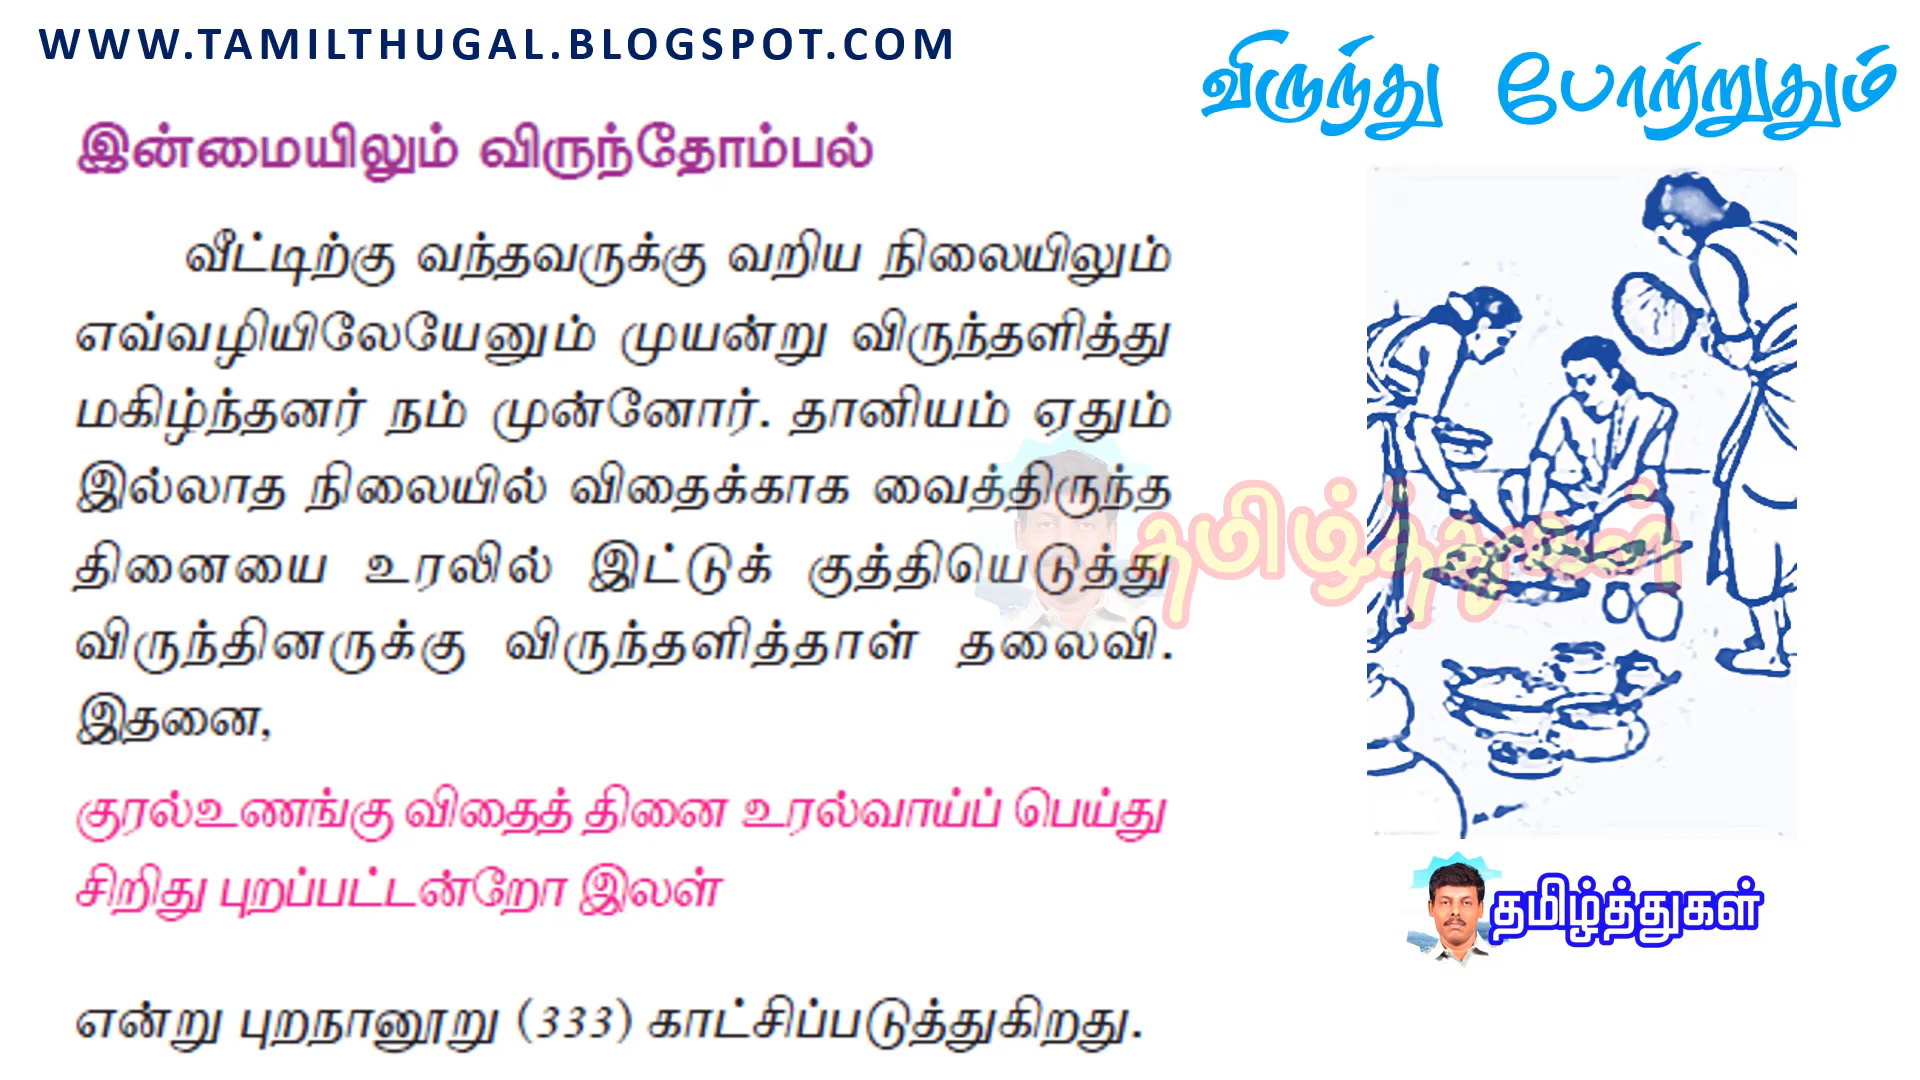 WWW.TAMILTHUGAL.BLOGSPOT.COM
விருந்து போற்றுதும்
இன்மையிலும் விருந்தோம்பல்
வீட்டிற்கு வந்தவருக்கு வறிய நிலையிலும்
எவ்வழியிலேயேனும் முயன்று விருந்தளித்து
மகிழ்ந்தனர் நம் முன்னோர். தானியம் ஏதும்
இல்லாத நிலையில் விதைக்காக வைத்திருந்த
தினையை உரலில் இட்டுக் குத்தியெடுத்து
விருந்தினருக்கு விருந்தளித்தாள் தலைவி.
இதனை,
குரல்உணங்கு விதைத் தினை உரல்வாய்ப் பெய்து
சிறிது புறப்பட்டன்றோ இலள்
என்று புறநானூறு (333) காட்சிப்படுத்துகிறது.
தமிழ்த்துகள்
தமிழ்த்துகள்